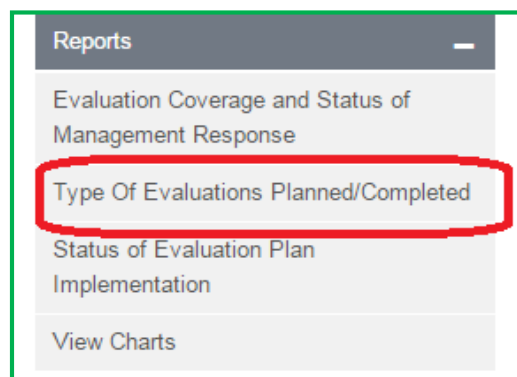 Reports
Evaluation Coverage and Status of
Management Response
Type Of Evaluations Planned/Completed
Status of Evaluation Plan
Implementation
View Charts